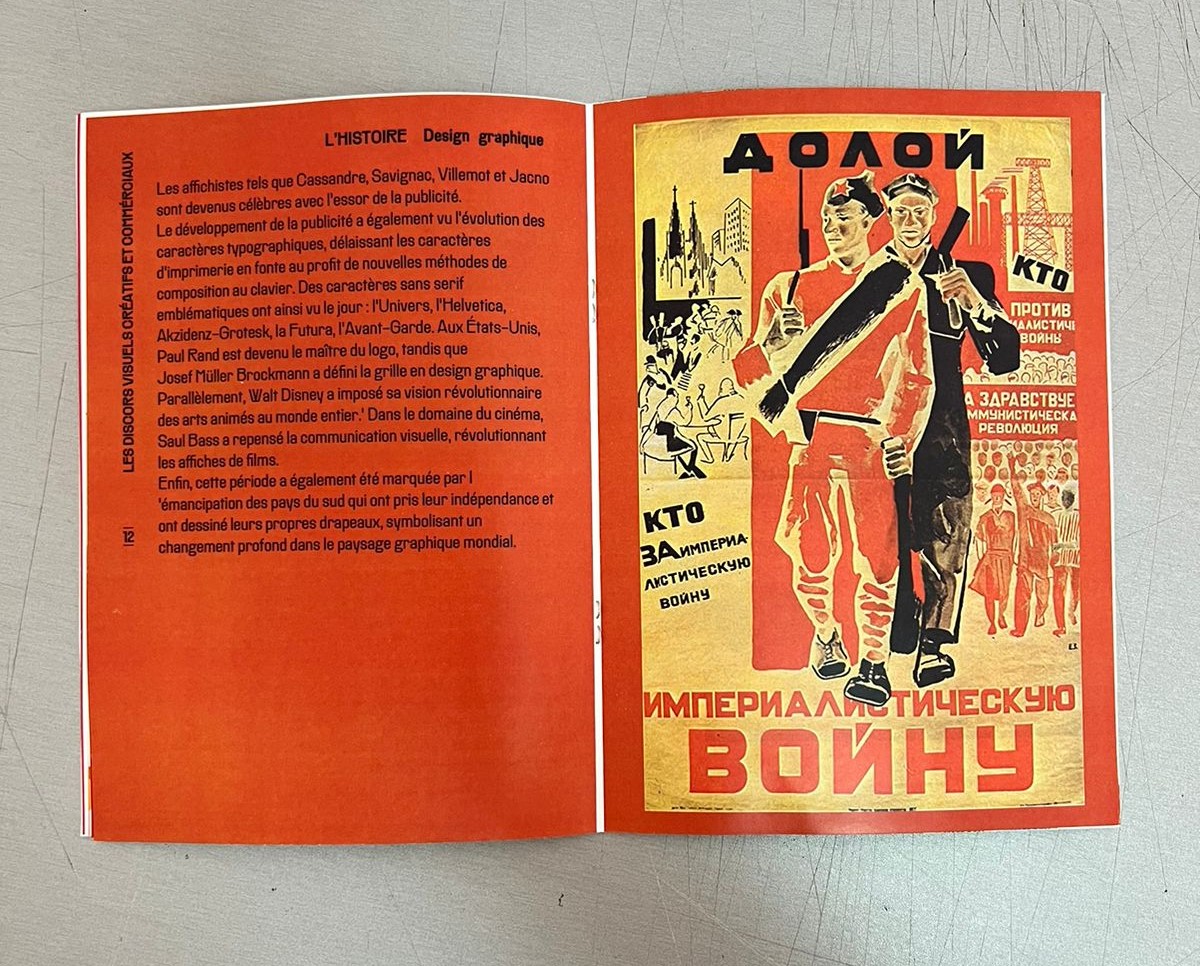 L'HISTOIRE Design graphique
LES DISCORS VISUELS CRÉATIFS ET COMMERCIAUX
Les affichistes tels que Cassandre, Savignac, Villemot et Jacno
sont devenus célèbres avec l'essor de la publicité.
Le développement de la publicité a également vu l'évolution des
caractères typographiques, délaissant les caractères
d'imprimerie en fonte au profit de nouvelles méthodes de
composition au clavier. Des caractères sans serif
emblématiques ont ainsi vu le jour : l'Univers, l'Helvetica,
Akzidenz-Grotesk, la Futura, l'Avant-Garde. Aux États-Unis,
Paul Rand est devenu le maître du logo, tandis que
Josef Müller Brockmann a défini la grille en design graphique.
Parallèlement, Walt Disney a imposé sa vision révolutionnaire
des arts animés au monde entier.' Dans le domaine du cinéma,
Saul Bass a repensé la communication visuelle, révolutionnant
les affiches de films.
Enfin, cette période a également été marquée par l
'émancipation des pays du sud qui ont pris leur indépendance et
ont dessiné leurs propres drapeaux, symbolisant un
changement profond dans le paysage graphique mondial.
ДОЛОЙ
КТО
ПРОТИВ
ИАЛИСТИЧЕ
ВОЙНЫ
А ЗДРАВСТВУЕ
ММУНИСТИЧЕСКА
РЕВОЛЮЦИЯ
КТО
ЗА ИМПЕРИА-
ЛИСТИЧЕСКУЮ
ВОЙНУ
ИМПЕРИАЛИСТИЧЕСКУЮ
ВОЙНУ